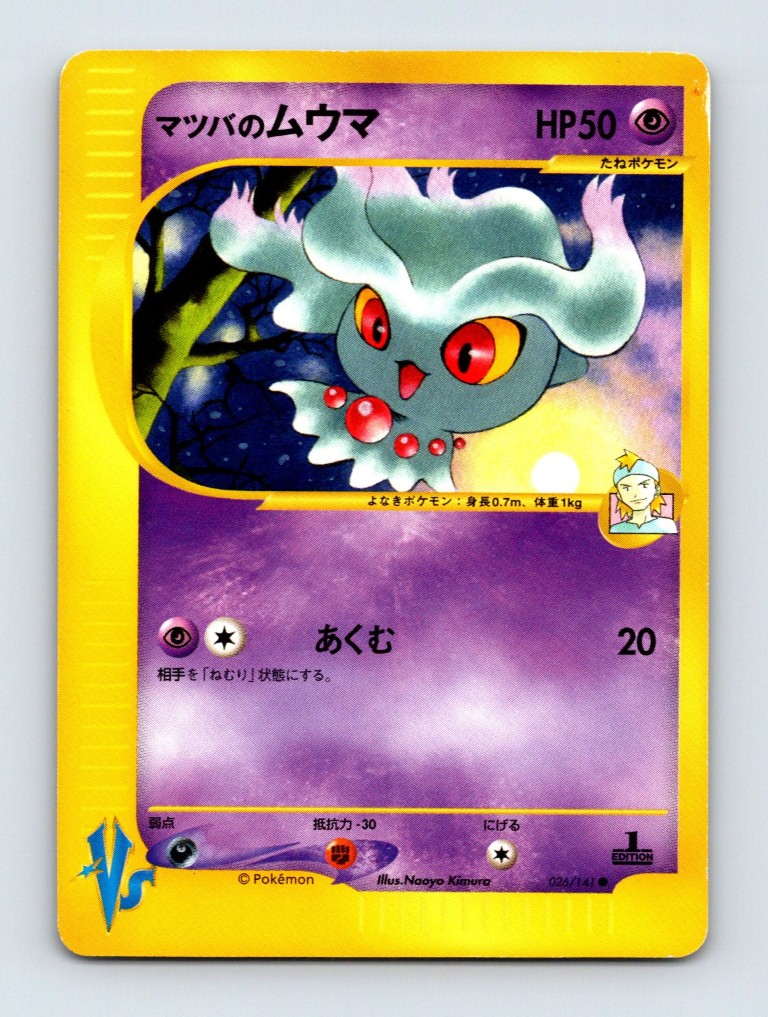 マツバのムウマ HP50
たねポケモン
よなきポケモン：身長0.7m、体重1kg
あくむ 20
相手を「ねむり」状態にする。
弱点 抵抗力 -30 にげる
1 EDITION
VS
© Pokémon Illus.Naoyo Kimura 026/141 ●